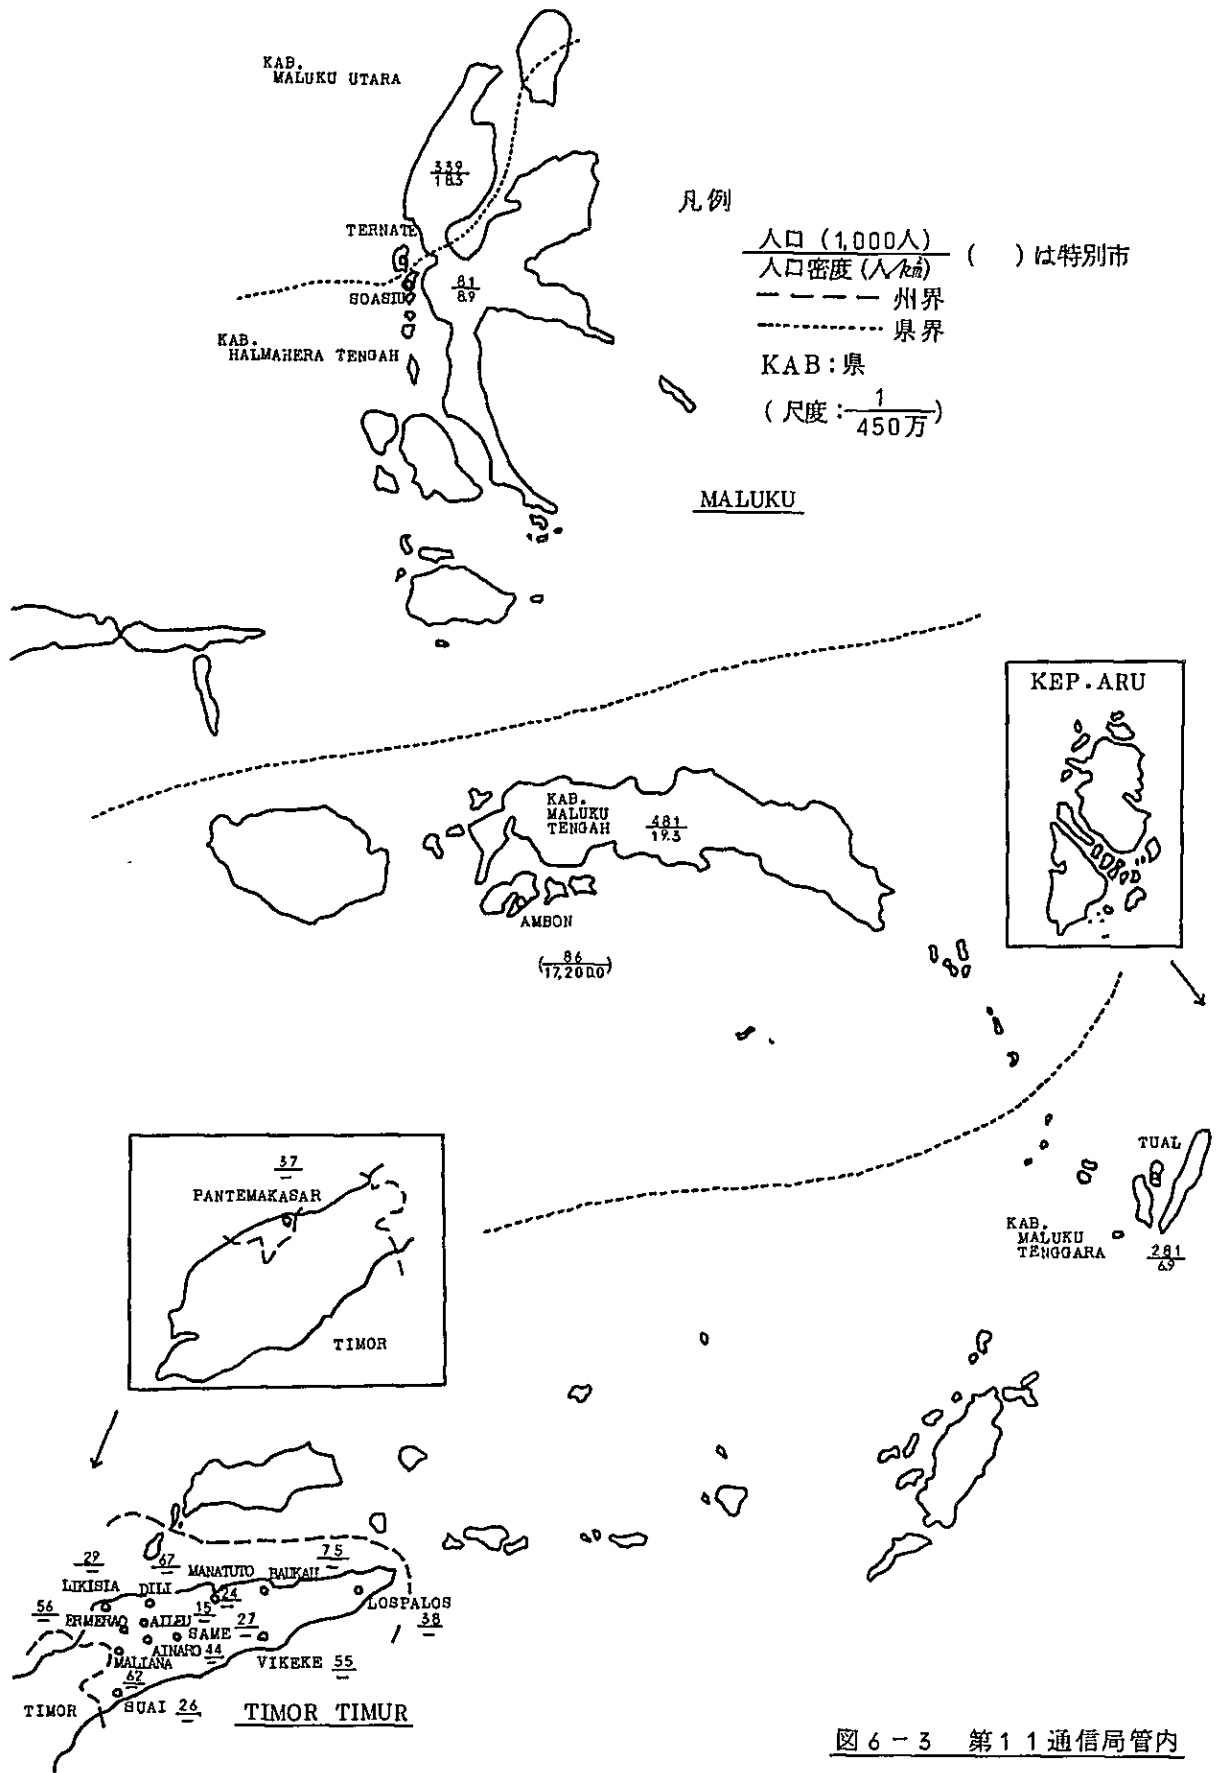 KAB.
MALUKU UTARA
339
18.3
TERNATE
SOASIU
81
8.9
KAB.
HALMAHERA TENGAH
凡例
人口 (1,000人)
人口密度 (人/km²)
( ) は特別市
州界
県界
KAB:県
(尺度:1/450万)
MALUKU
KEP.ARU
KAB.
MALUKU
TENGAH
481
19.3
AMBON
(86
17,200.0)
TUAL
KAB.
MALUKU
TENGGARA
281
6.9
37
—
PANTEMAKASAR
TIMOR
29
—
67
—
MANATUTO
BAUKAU
75
—
LIKISIA
DILI
24
—
LOSPALOS
38
—
56
—
ERMERA
AILEU
15
—
SAME
27
—
AINARO
44
—
MALIANA
62
—
VIKEKE
55
—
TIMOR
SUAI
26
—
TIMOR TIMUR
図6-3 第11通信局管内